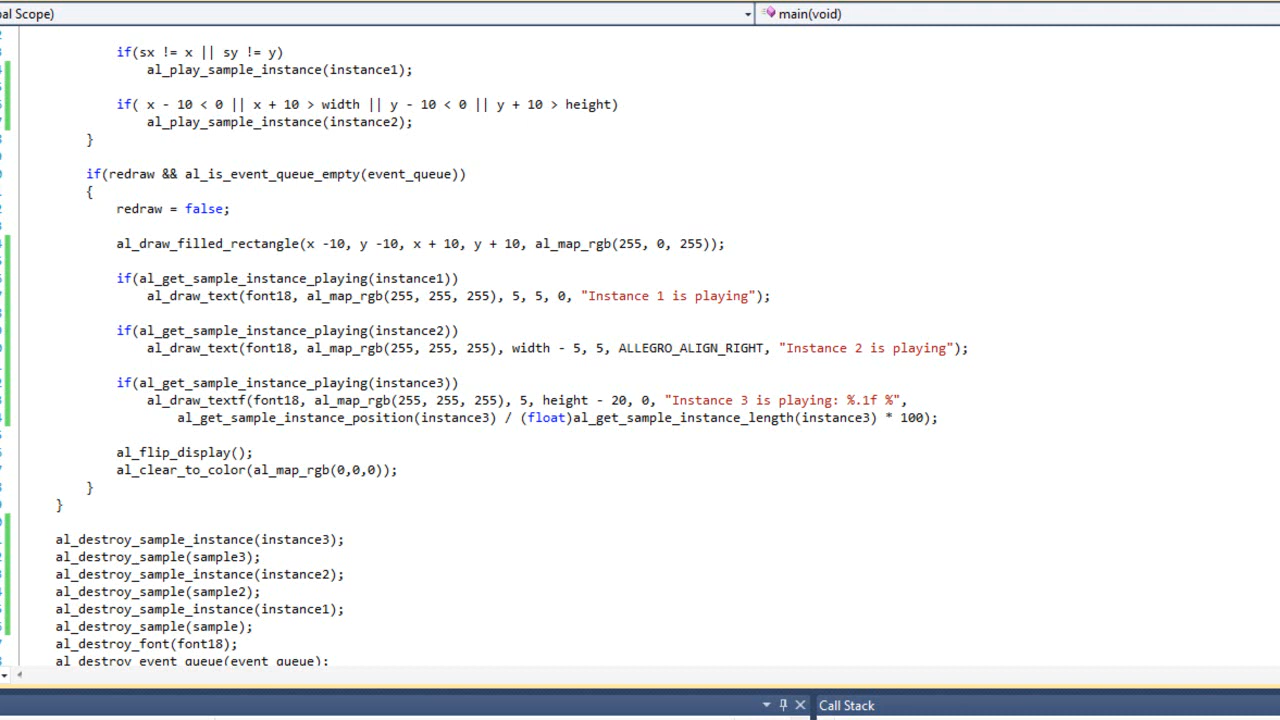 al Scope)
main(void)
if(sx != x || sy != y)
al_play_sample_instance(instance1);
if( x - 10 < 0 || x + 10 > width || y - 10 < 0 || y + 10 > height)
al_play_sample_instance(instance2);
}
if(redraw && al_is_event_queue_empty(event_queue))
{
redraw = false;
al_draw_filled_rectangle(x -10, y -10, x + 10, y + 10, al_map_rgb(255, 0, 255));
if(al_get_sample_instance_playing(instance1))
al_draw_text(font18, al_map_rgb(255, 255, 255), 5, 5, 0, "Instance 1 is playing");
if(al_get_sample_instance_playing(instance2))
al_draw_text(font18, al_map_rgb(255, 255, 255), width - 5, 5, ALLEGRO_ALIGN_RIGHT, "Instance 2 is playing");
if(al_get_sample_instance_playing(instance3))
al_draw_textf(font18, al_map_rgb(255, 255, 255), 5, height - 20, 0, "Instance 3 is playing: %.1f %",
al_get_sample_instance_position(instance3) / (float)al_get_sample_instance_length(instance3) * 100);
al_flip_display();
al_clear_to_color(al_map_rgb(0,0,0));
}
}
al_destroy_sample_instance(instance3);
al_destroy_sample(sample3);
al_destroy_sample_instance(instance2);
al_destroy_sample(sample2);
al_destroy_sample_instance(instance1);
al_destroy_sample(sample);
al_destroy_font(font18);
al_destroy_event_queue(event_queue);
Call Stack